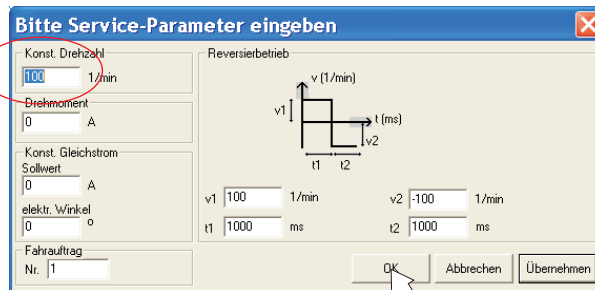 Bitte Service-Parameter eingeben
Konst. Drehzahl
100 1/min
Drehmoment
0 A
Konst. Gleichstrom
Sollwert
0 A
elektr. Winkel
0 °
Fahrauftrag
Nr. 1
Reversierbetrieb
v (1/min)
v1
t (ms)
v2
t1 t2
v1 100 1/min v2 -100 1/min
t1 1000 ms t2 1000 ms
OK Abbrechen Übernehmen